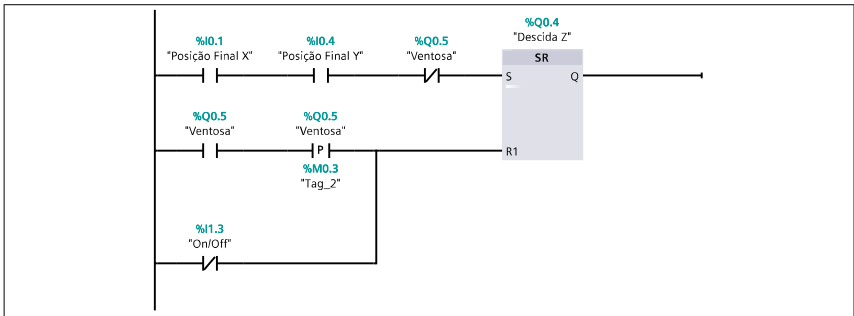 %Q0.4
"Descida Z"
%I0.1
"Posição Final X"
%I0.4
"Posição Final Y"
%Q0.5
"Ventosa"
SR
S
Q
%Q0.5
"Ventosa"
%Q0.5
"Ventosa"
P
%M0.3
"Tag_2"
R1
%I1.3
"On/Off"